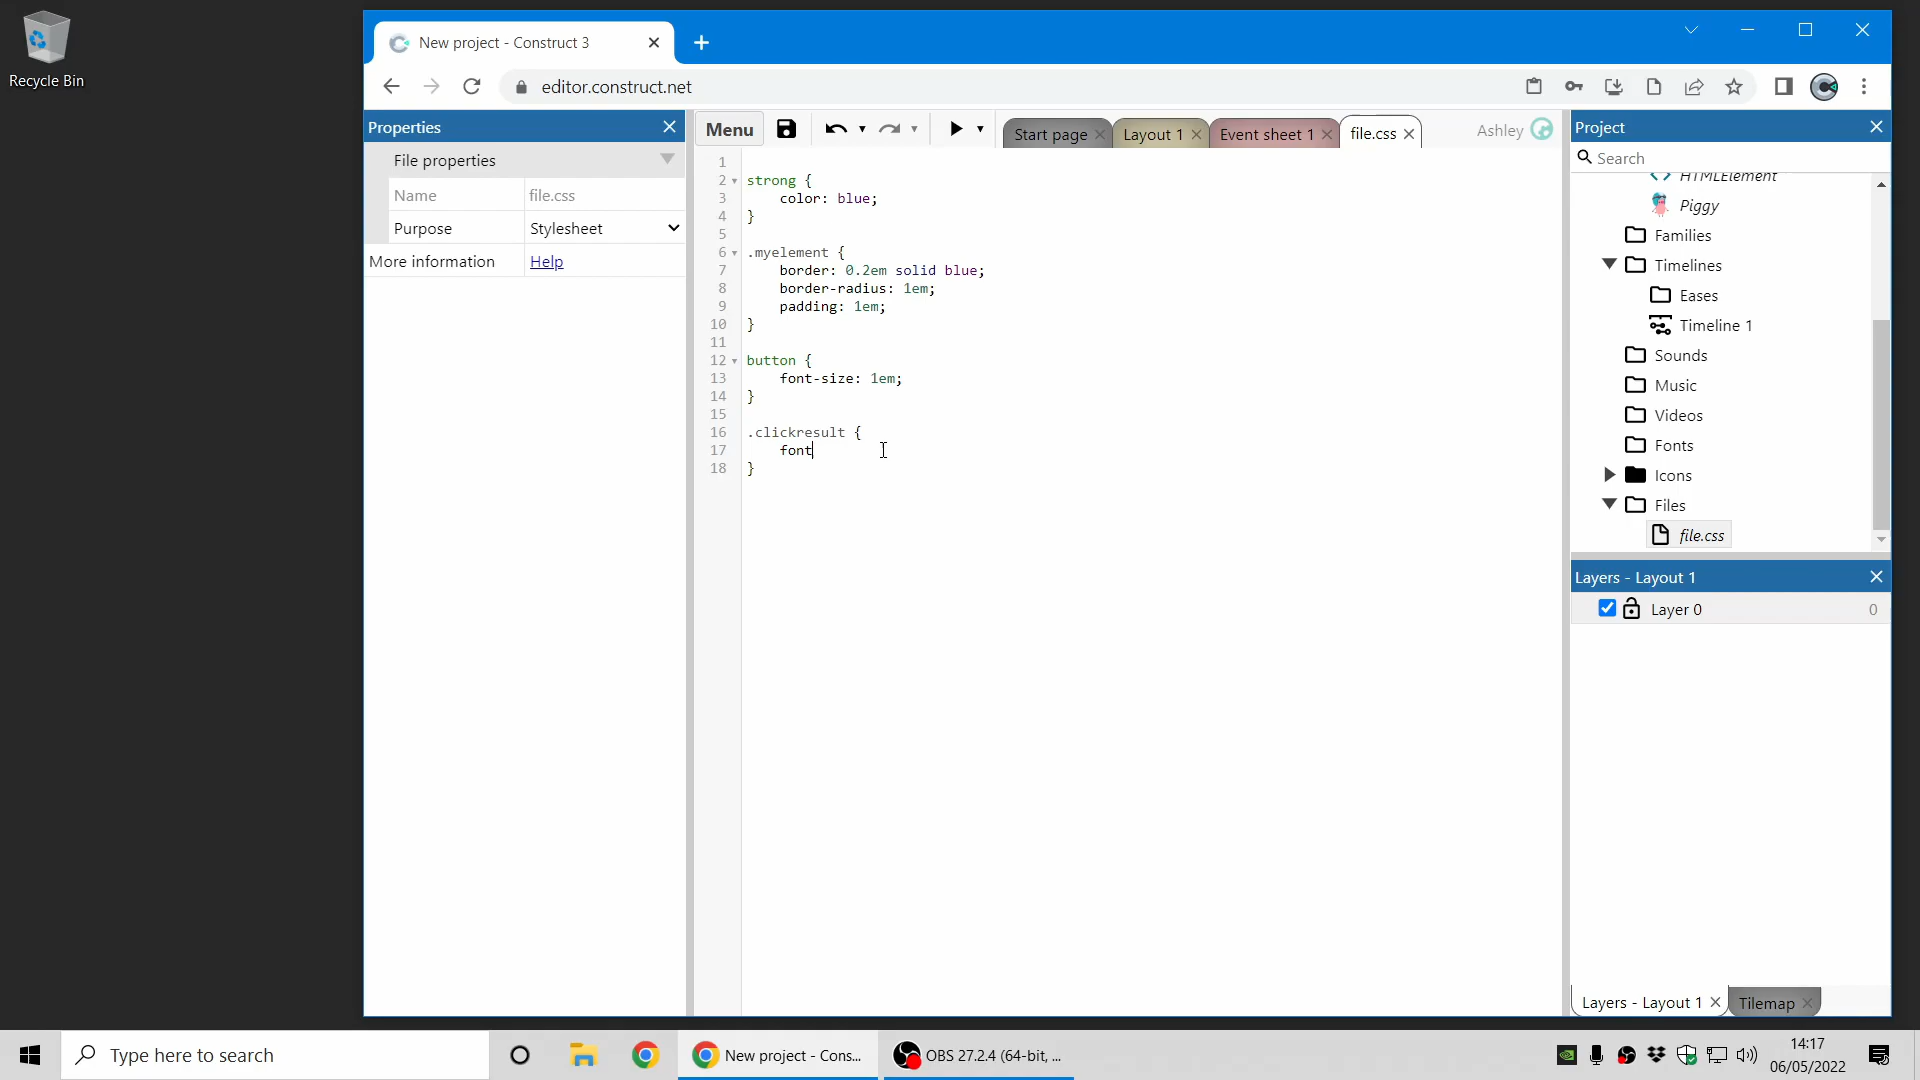 Recycle Bin
New project - Construct 3
editor.construct.net
Properties
File properties
Name
file.css
Purpose
Stylesheet
More information
Help
Menu
Start page
Layout 1
Event sheet 1
file.css
Ashley
1
2 strong {
3 color: blue;
4 }
5
6 .myelement {
7 border: 0.2em solid blue;
8 border-radius: 1em;
9 padding: 1em;
10 }
11
12 button {
13 font-size: 1em;
14 }
15
16 .clickresult {
17 font
18 }
Project
Search
HTMLElement
Piggy
Families
Timelines
Eases
Timeline 1
Sounds
Music
Videos
Fonts
Icons
Files
file.css
Layers - Layout 1
Layer 0 0
Layers - Layout 1
Tilemap
Type here to search
New project - Cons...
OBS 27.2.4 (64-bit, ...
14:17
06/05/2022